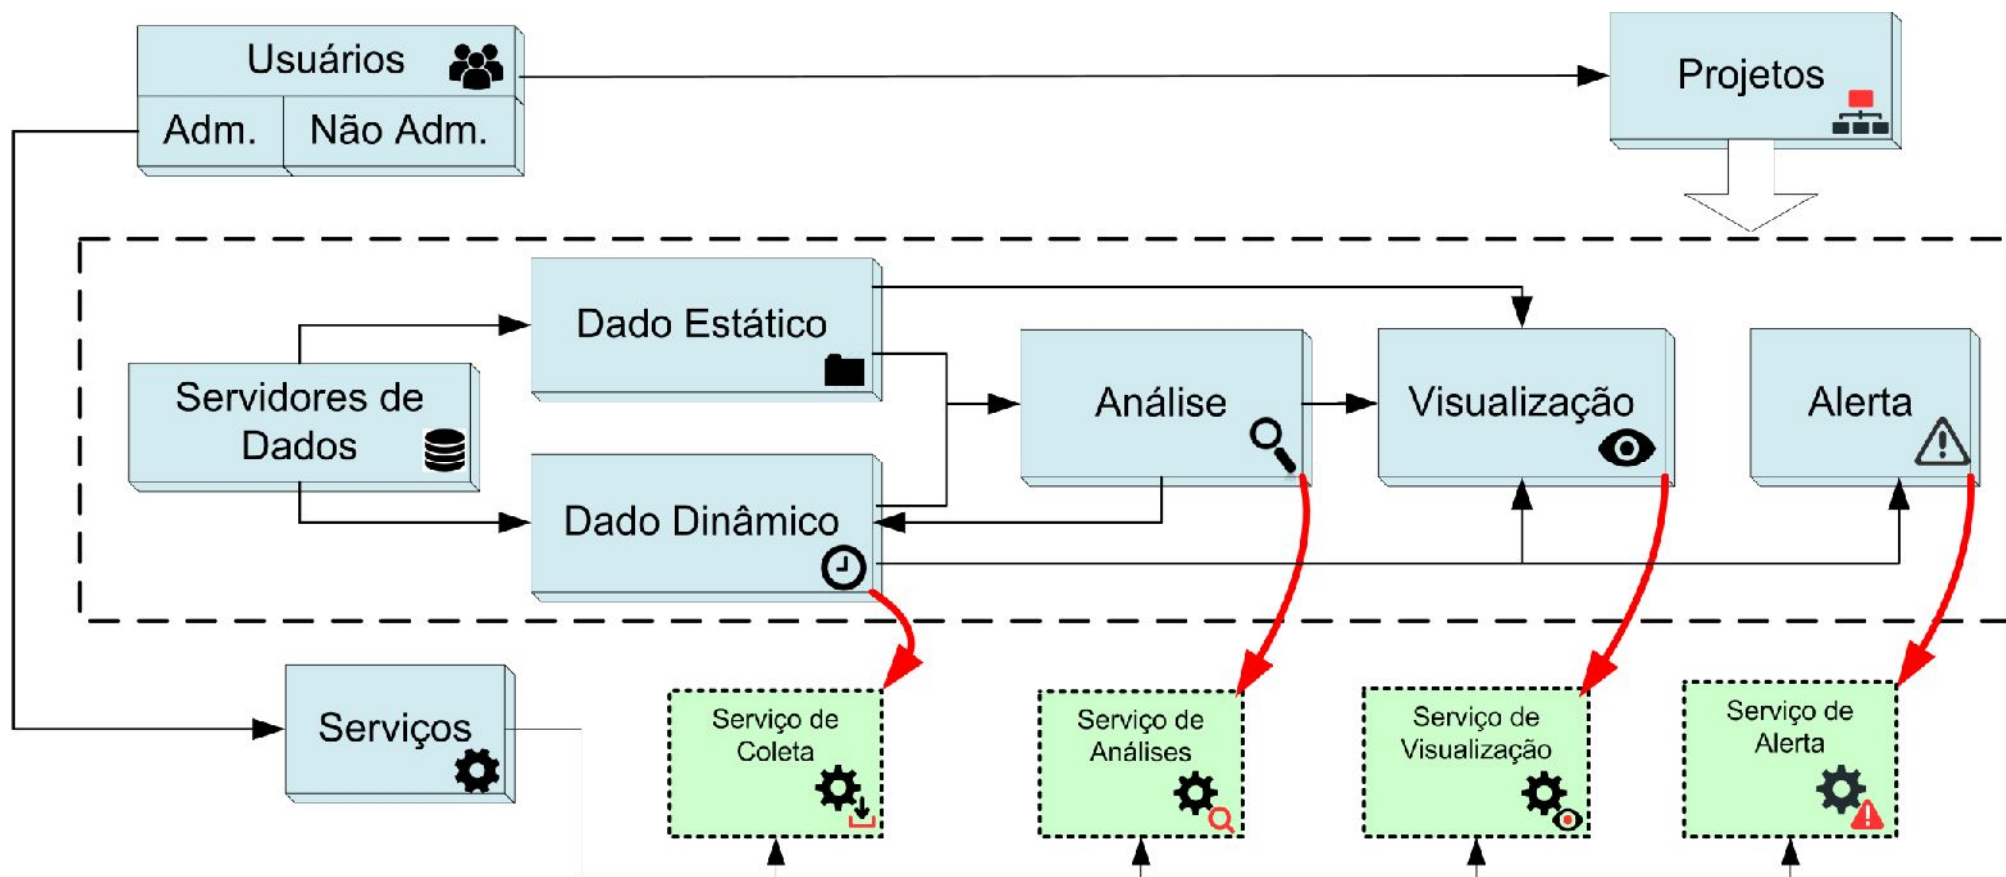 Usuários
Adm.
Não Adm.
Projetos
Dado Estático
Servidores de
Dados
Dado Dinâmico
Análise
Visualização
Alerta
Serviços
Serviço de
Coleta
Serviço de
Análises
Serviço de
Visualização
Serviço de
Alerta